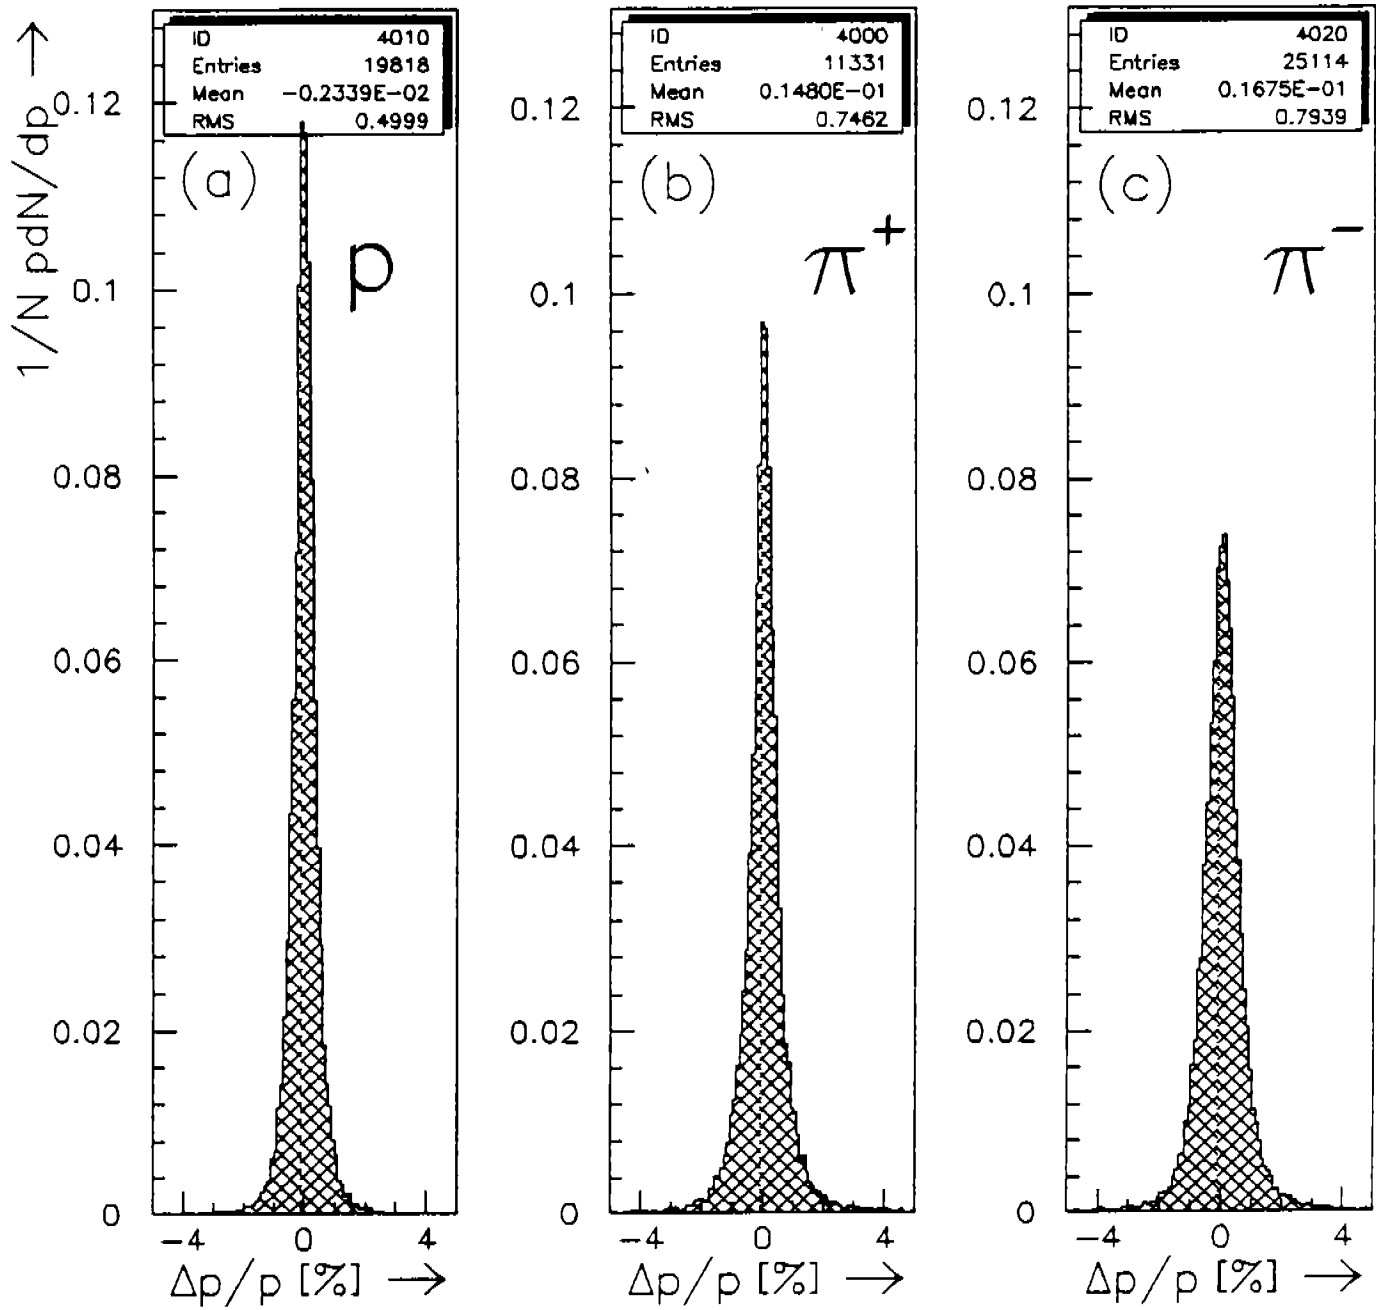 1/N pdN/dp →
ID 4010
Entries 19818
Mean -0.2339E-02
RMS 0.4999
(a)
p
0.12
0.1
0.08
0.06
0.04
0.02
0
-4 0 4
Δp/p [%] →
ID 4000
Entries 11331
Mean 0.1480E-01
RMS 0.7462
(b)
π+
0.12
0.1
0.08
0.06
0.04
0.02
0
-4 0 4
Δp/p [%] →
ID 4020
Entries 25114
Mean 0.1675E-01
RMS 0.7939
(c)
π−
0.12
0.1
0.08
0.06
0.04
0.02
0
-4 0 4
Δp/p [%] →